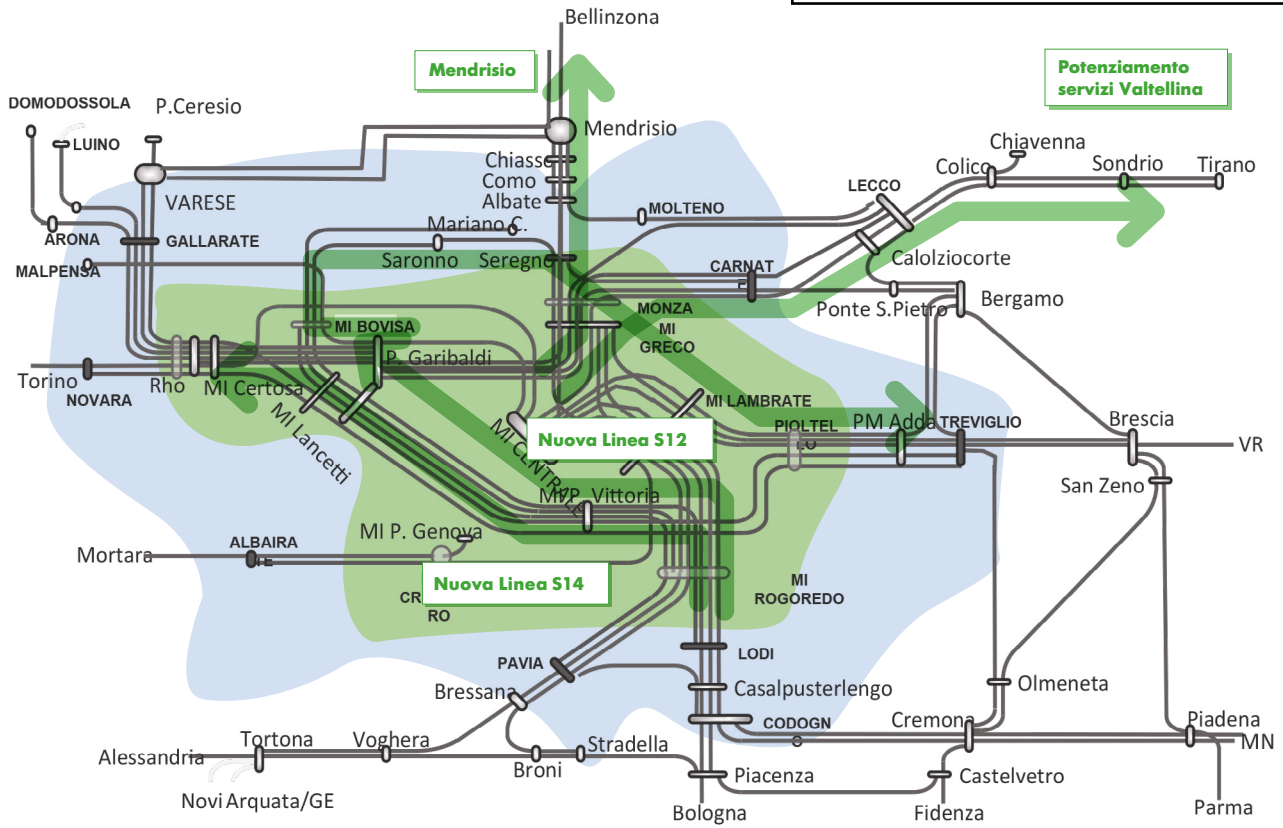 Bellinzona
Mendrisio
Potenziamento
servizi Valtellina
DOMODOSSOLA
P.Ceresio
LUINO
Mendrisio
Chiavenna
Chiasso
Colico
Sondrio
Tirano
Como
LECCO
VARESE
Albate
MOLTENO
Mariano C.
ARONA
GALLARATE
MALPENSA
Saronno
Seregno
CARNAT
Calolziocorte
Ponte S.Pietro
Bergamo
MONZA
MI BOVISA
MI
GRECO
P. Garibaldi
Torino
NOVARA
Rho
MI Certosa
MI Lancetti
MI LAMBRATE
MI CENTRALE
Nuova Linea S12
PIOLTEL
LO
PM Adda
TREVIGLIO
Brescia
VR
San Zeno
MI P. Vittoria
MI P. Genova
Mortara
ALBAIRA
TE
Nuova Linea S14
MI
ROGOREDO
CR
RO
PAVIA
LODI
Bressana
Casalpusterlengo
Olmeneta
CODOGN
O
Cremona
Piadena
MN
Alessandria
Tortona
Voghera
Stradella
Broni
Piacenza
Castelvetro
Novi Arquata/GE
Bologna
Fidenza
Parma